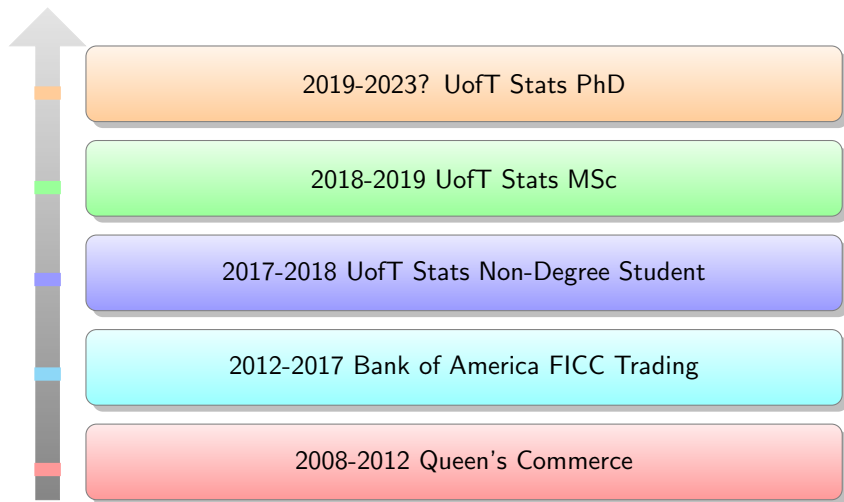 2019-2023? UofT Stats PhD
2018-2019 UofT Stats MSc
2017-2018 UofT Stats Non-Degree Student
2012-2017 Bank of America FICC Trading
2008-2012 Queen's Commerce